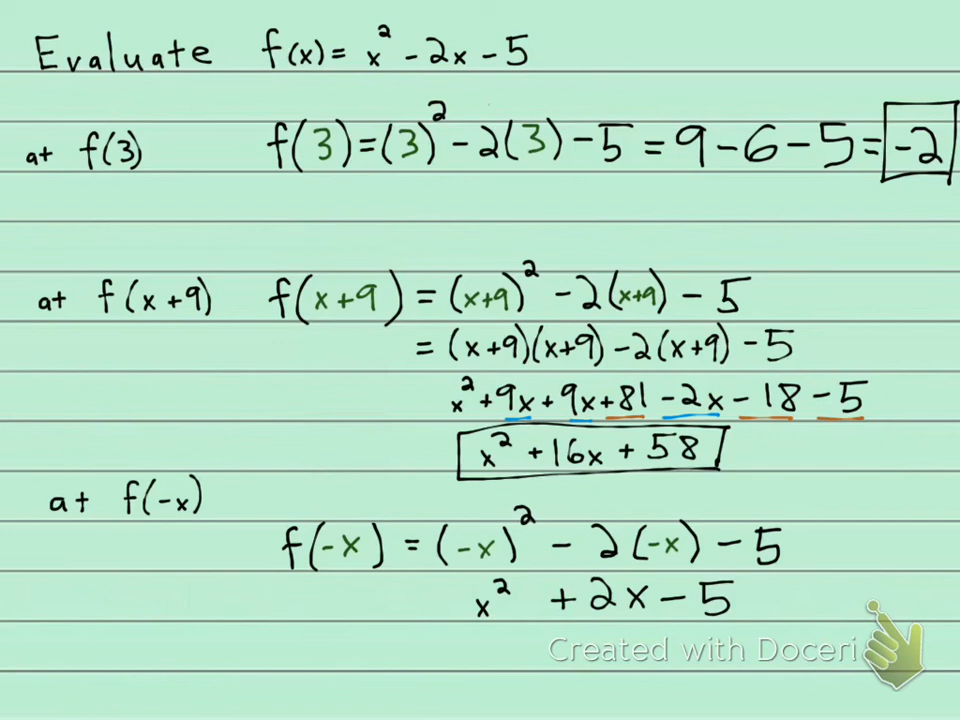 Evaluate f(x) = x² - 2x - 5
at f(3) f(3) = (3)² - 2(3) - 5 = 9 - 6 - 5 = -2
at f(x+9) f(x+9) = (x+9)² - 2(x+9) - 5
= (x+9)(x+9) - 2(x+9) - 5
x² + 9x + 9x + 81 - 2x - 18 - 5
x² + 16x + 58
at f(-x)
f(-x) = (-x)² - 2(-x) - 5
x² + 2x - 5
Created with Doceri